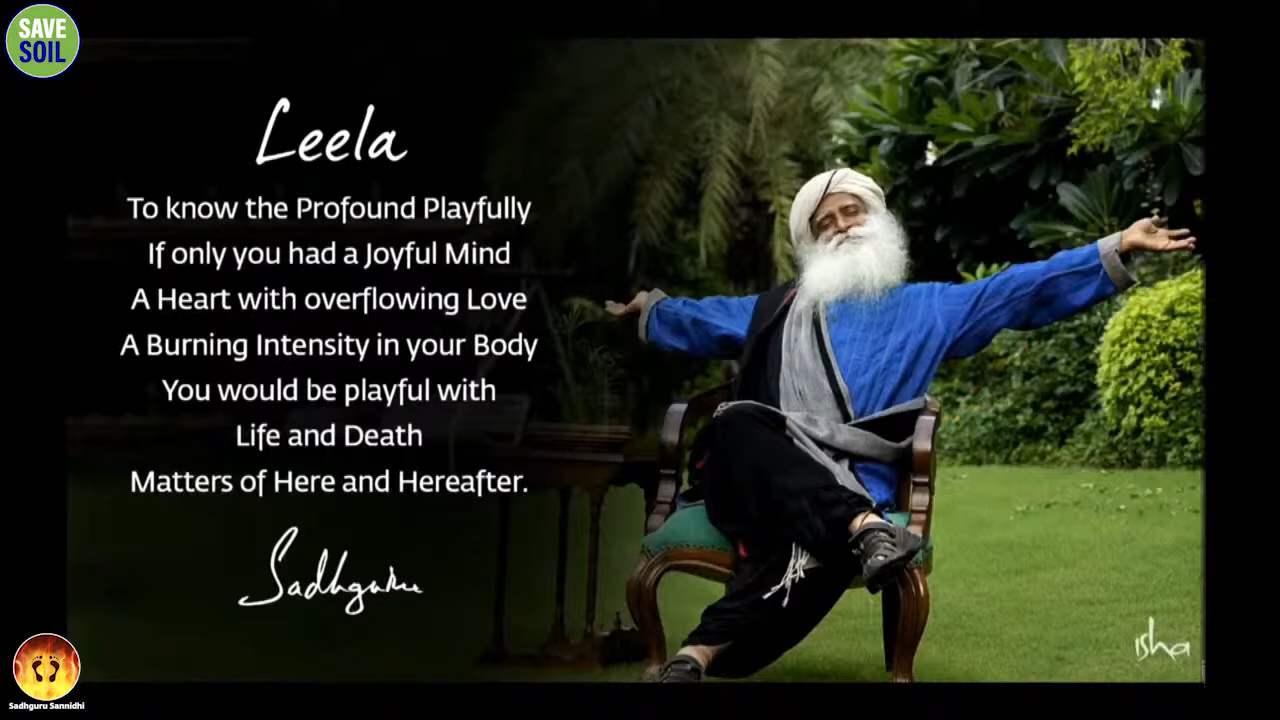 SAVE
SOIL
Leela
To know the Profound Playfully
If only you had a Joyful Mind
A Heart with overflowing Love
A Burning Intensity in your Body
You would be playful with
Life and Death
Matters of Here and Hereafter.
Sadhguru
isha
Sadhguru Sannidhi